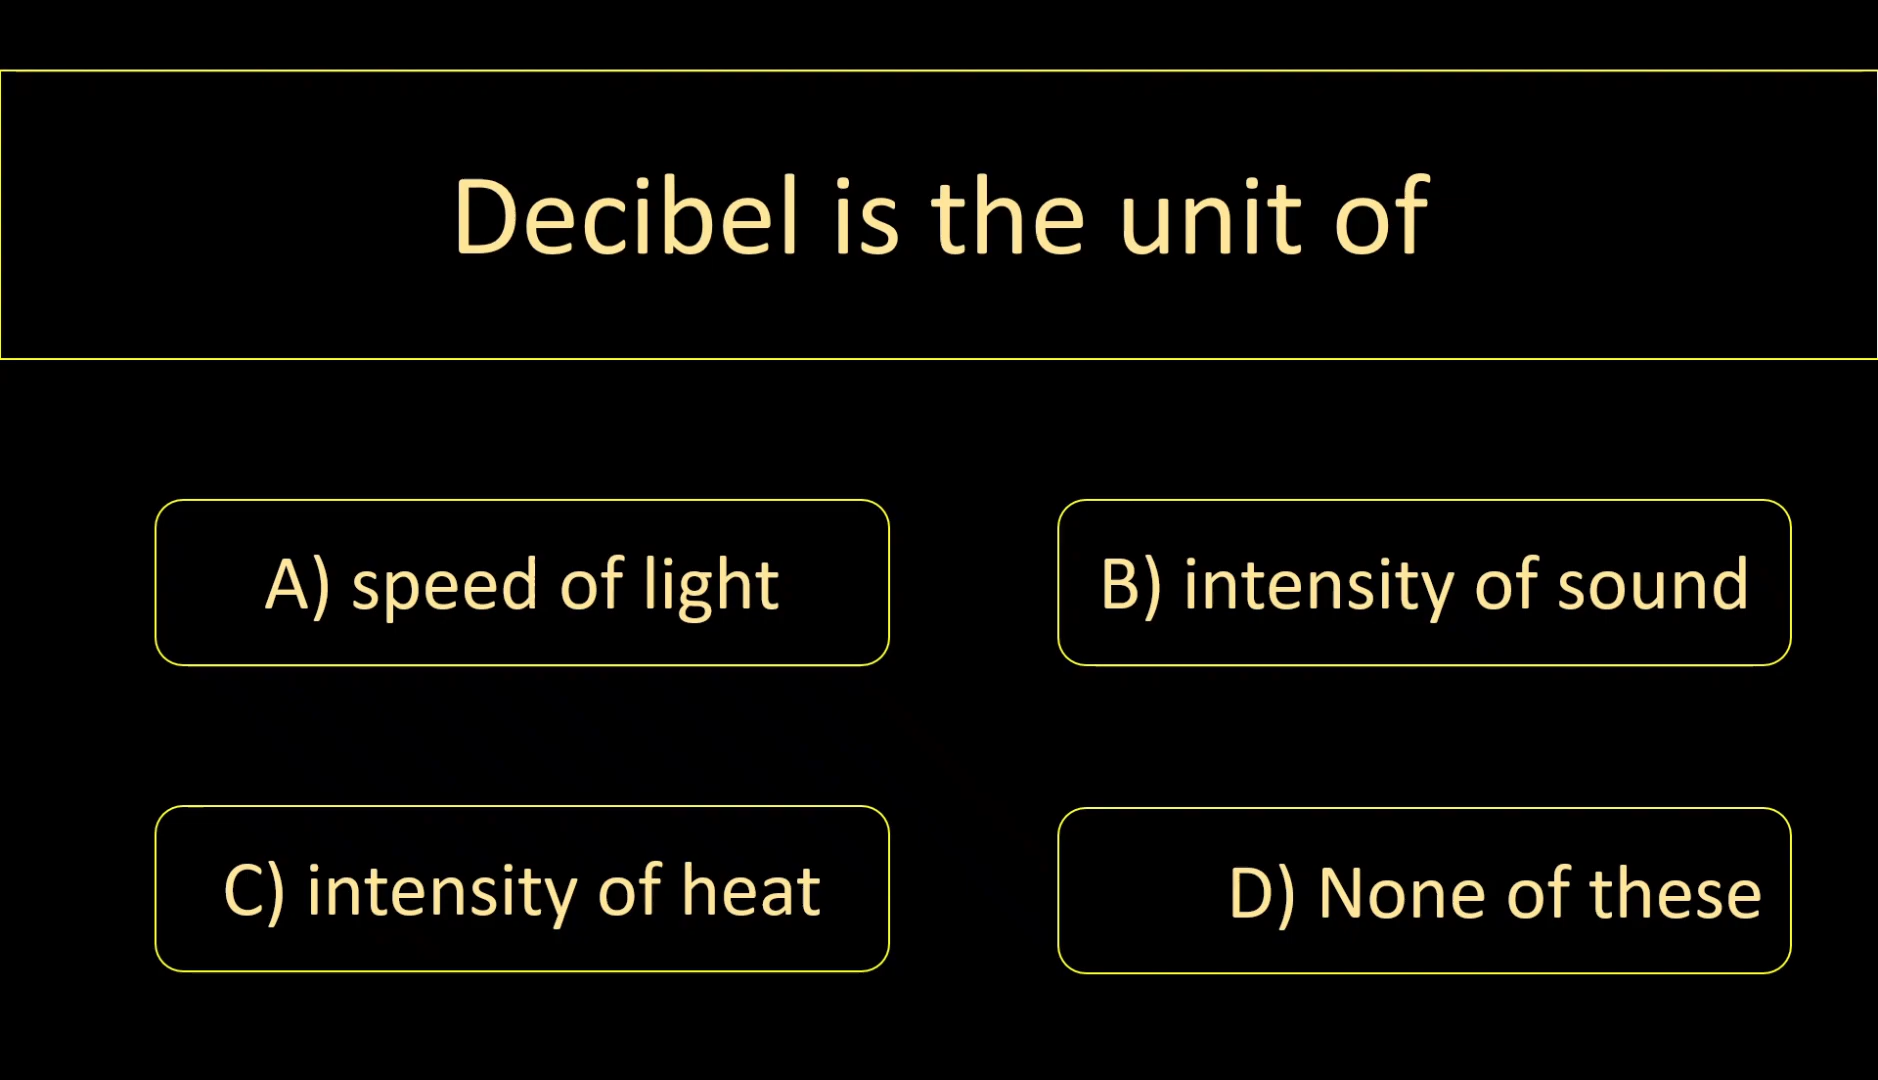 Decibel is the unit of
A) speed of light
B) intensity of sound
C) intensity of heat
D) None of these